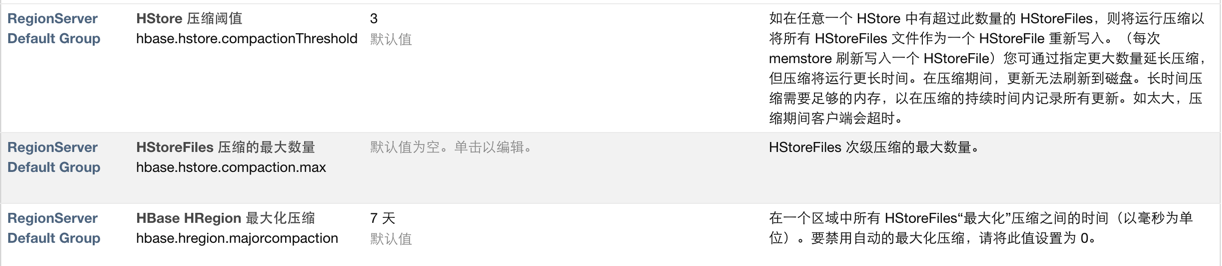 RegionServer
Default Group
HStore 压缩阈值
hbase.hstore.compactionThreshold
3
默认值
如在任意一个 HStore 中有超过此数量的 HStoreFiles，则将运行压缩以
将所有 HStoreFiles 文件作为一个 HStoreFile 重新写入。（每次
memstore 刷新写入一个 HStoreFile）您可通过指定更大数量延长压缩，
但压缩将运行更长时间。在压缩期间，更新无法刷新到磁盘。长时间压
缩需要足够的内存，以在压缩的持续时间内记录所有更新。如太大，压
缩期间客户端会超时。
RegionServer
Default Group
HStoreFiles 压缩的最大数量
hbase.hstore.compaction.max
默认值为空。单击以编辑。
HStoreFiles 次级压缩的最大数量。
RegionServer
Default Group
HBase HRegion 最大化压缩
hbase.hregion.majorcompaction
7 天
默认值
在一个区域中所有 HStoreFiles“最大化”压缩之间的时间（以毫秒为单
位）。要禁用自动的最大化压缩，请将此值设置为 0。